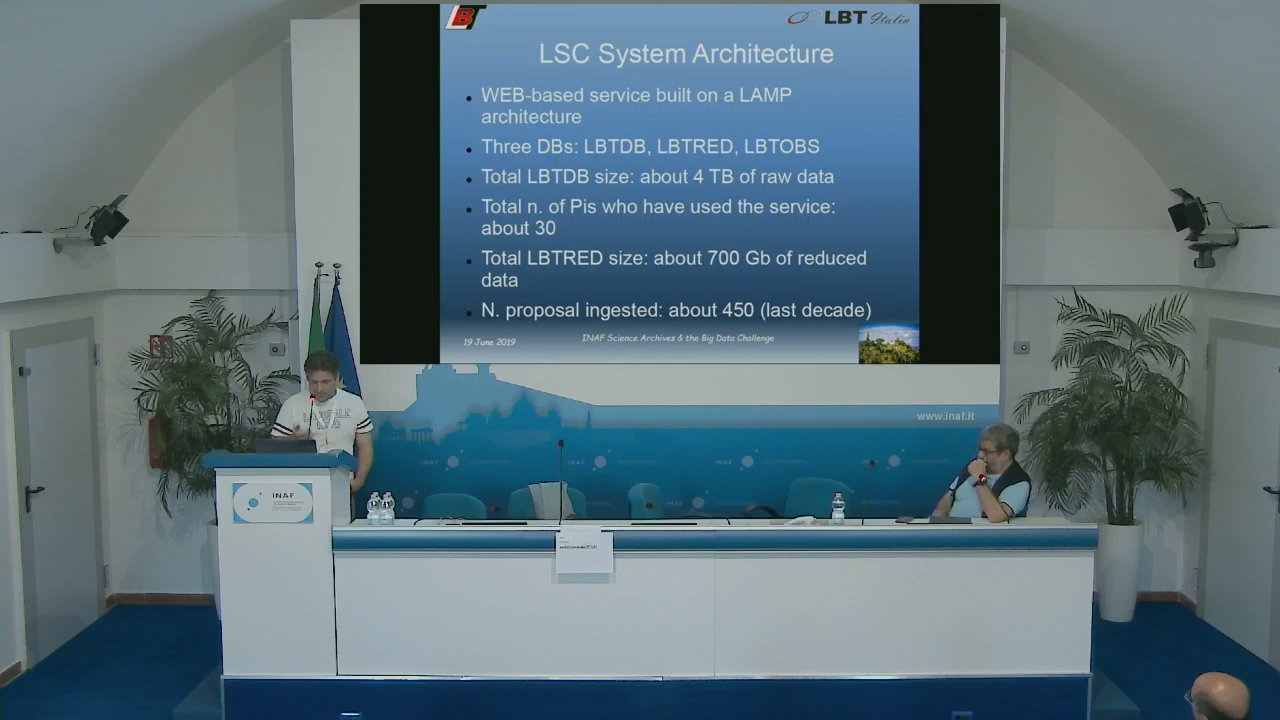 LBT
LBT Italia
LSC System Architecture
WEB-based service built on a LAMP
architecture
Three DBs: LBTDB, LBTRED, LBTOBS
Total LBTDB size: about 4 TB of raw data
Total n. of Pis who have used the service:
about 30
Total LBTRED size: about 700 Gb of reduced
data
N. proposal ingested: about 450 (last decade)
19 June 2019
INAF Science Archives & the Big Data Challenge
www.inaf.it
INAF